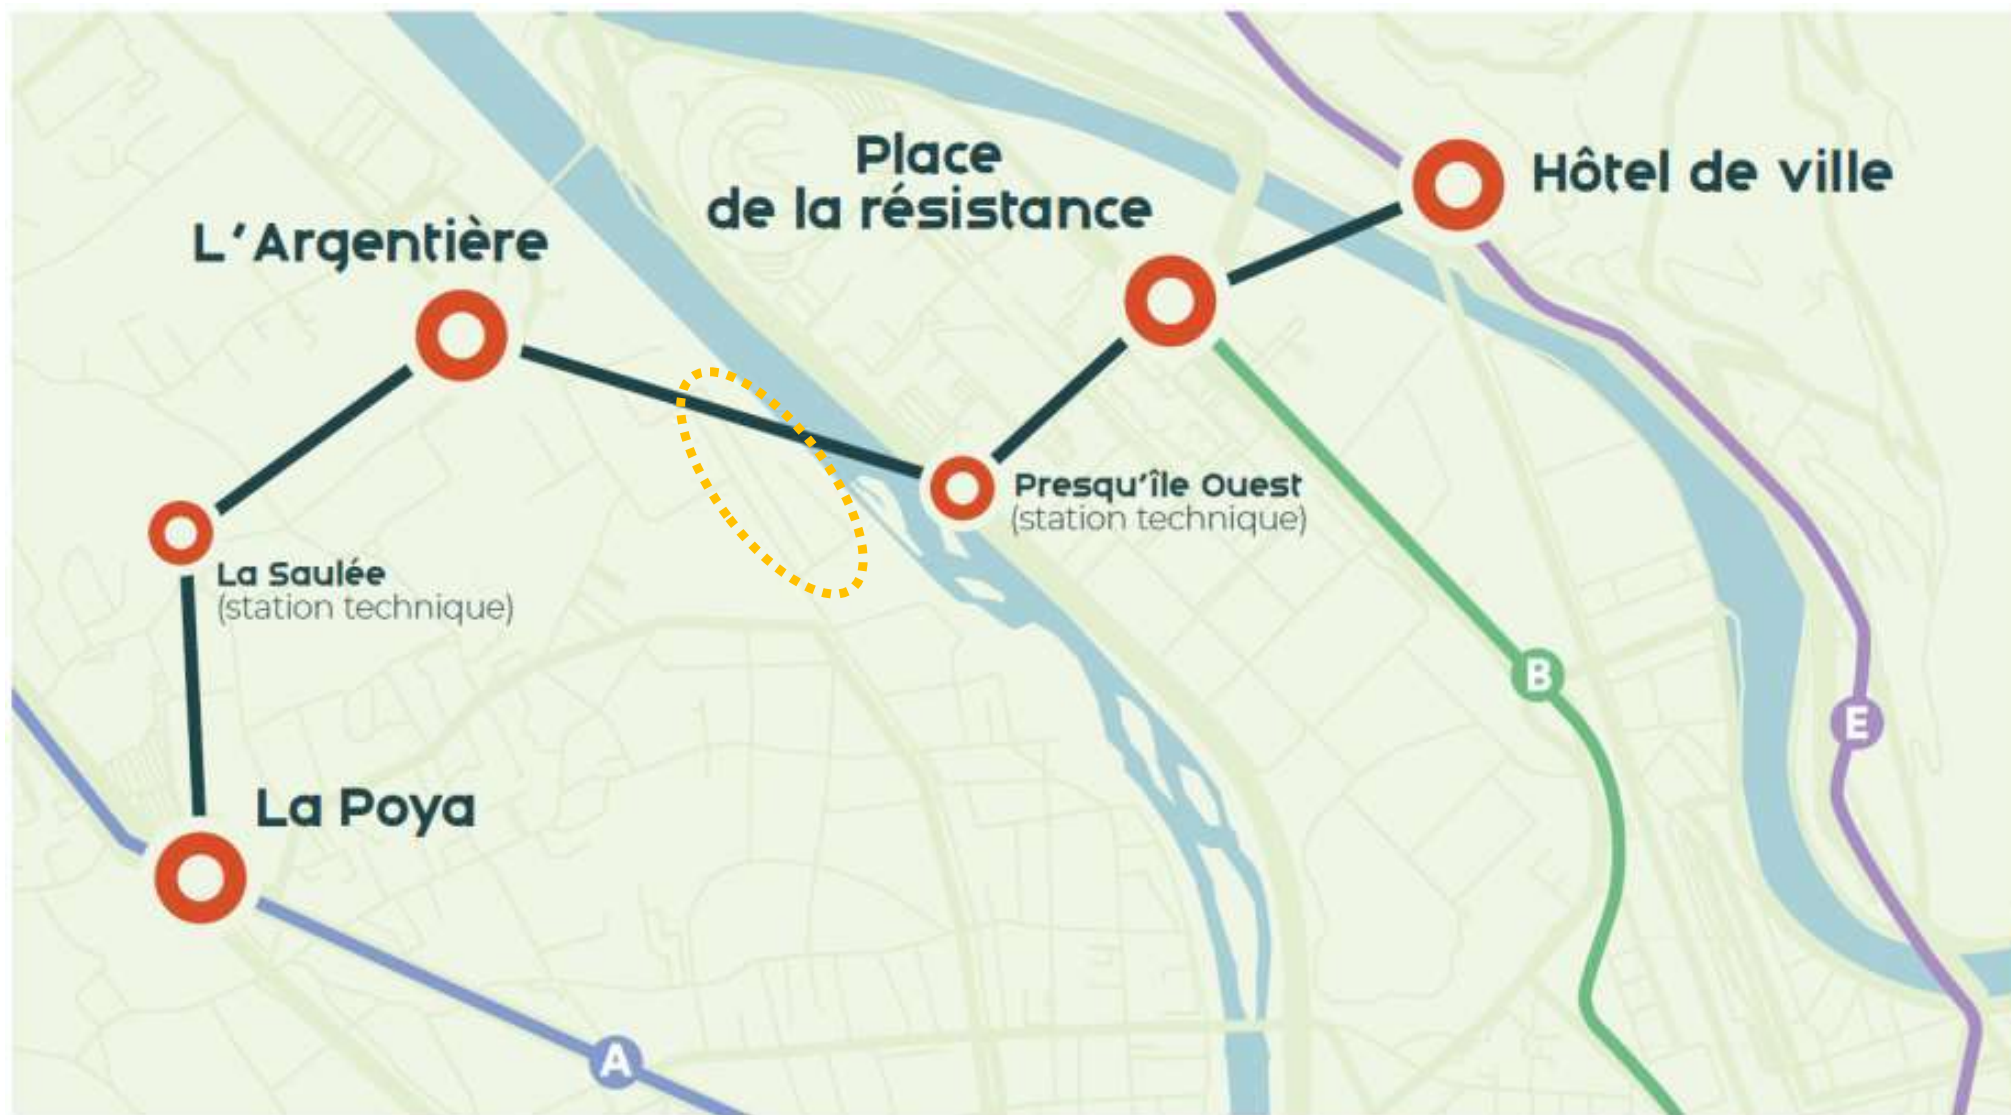 Place
de la résistance
Hôtel de ville
L'Argentière
Presqu'île Ouest
(station technique)
La Saulée
(station technique)
B
E
La Poya
A